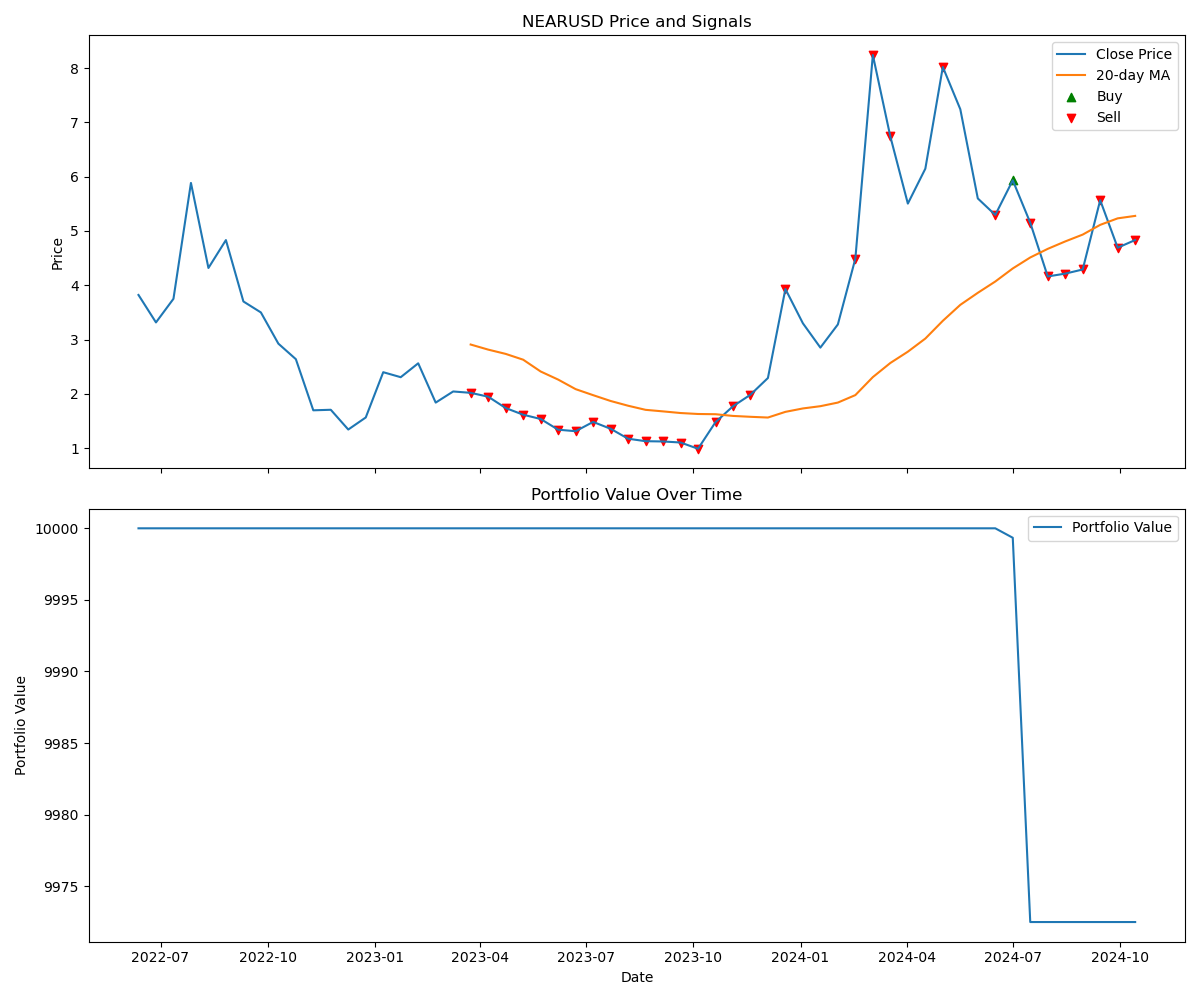 NEARUSD Price and Signals
Close Price
20-day MA
Buy
Sell
Price
8
7
6
5
4
3
2
1
Portfolio Value Over Time
Portfolio Value
Portfolio Value
10000
9995
9990
9985
9980
9975
2022-07 2022-10 2023-01 2023-04 2023-07 2023-10 2024-01 2024-04 2024-07 2024-10
Date